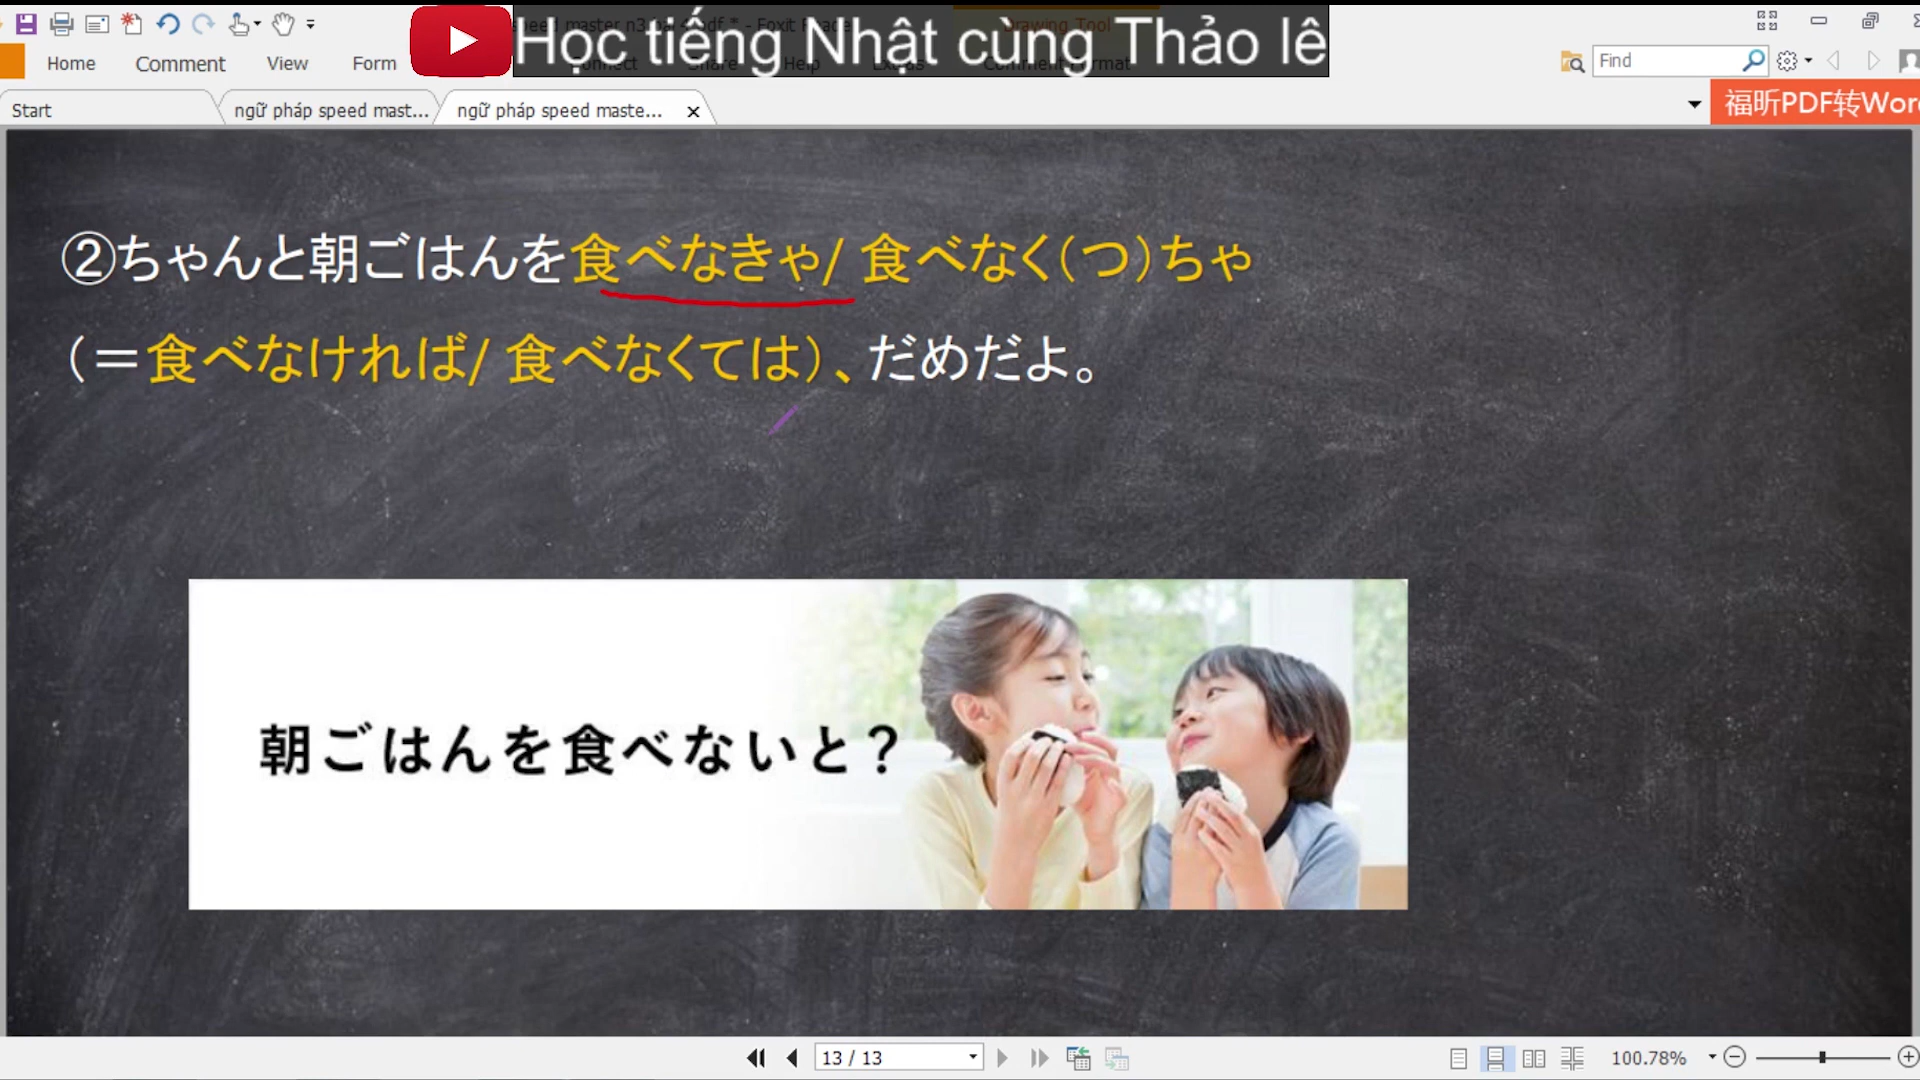 Học tiếng Nhật cùng Thảo lê
Home Comment View Form
Find
Start
ngữ pháp speed mast...
ngữ pháp speed maste...
福昕PDF转Wor
②ちゃんと朝ごはんを食べなきゃ/ 食べなく(つ)ちゃ
(＝食べなければ/ 食べなくては)、だめだよ。
朝ごはんを食べないと？
13 / 13
100.78%